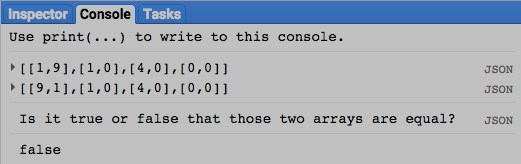 Inspector Console Tasks
Use print(...) to write to this console.
[[1,9],[1,0],[4,0],[0,0]] JSON
[[9,1],[1,0],[4,0],[0,0]] JSON
Is it true or false that those two arrays are equal? JSON
false